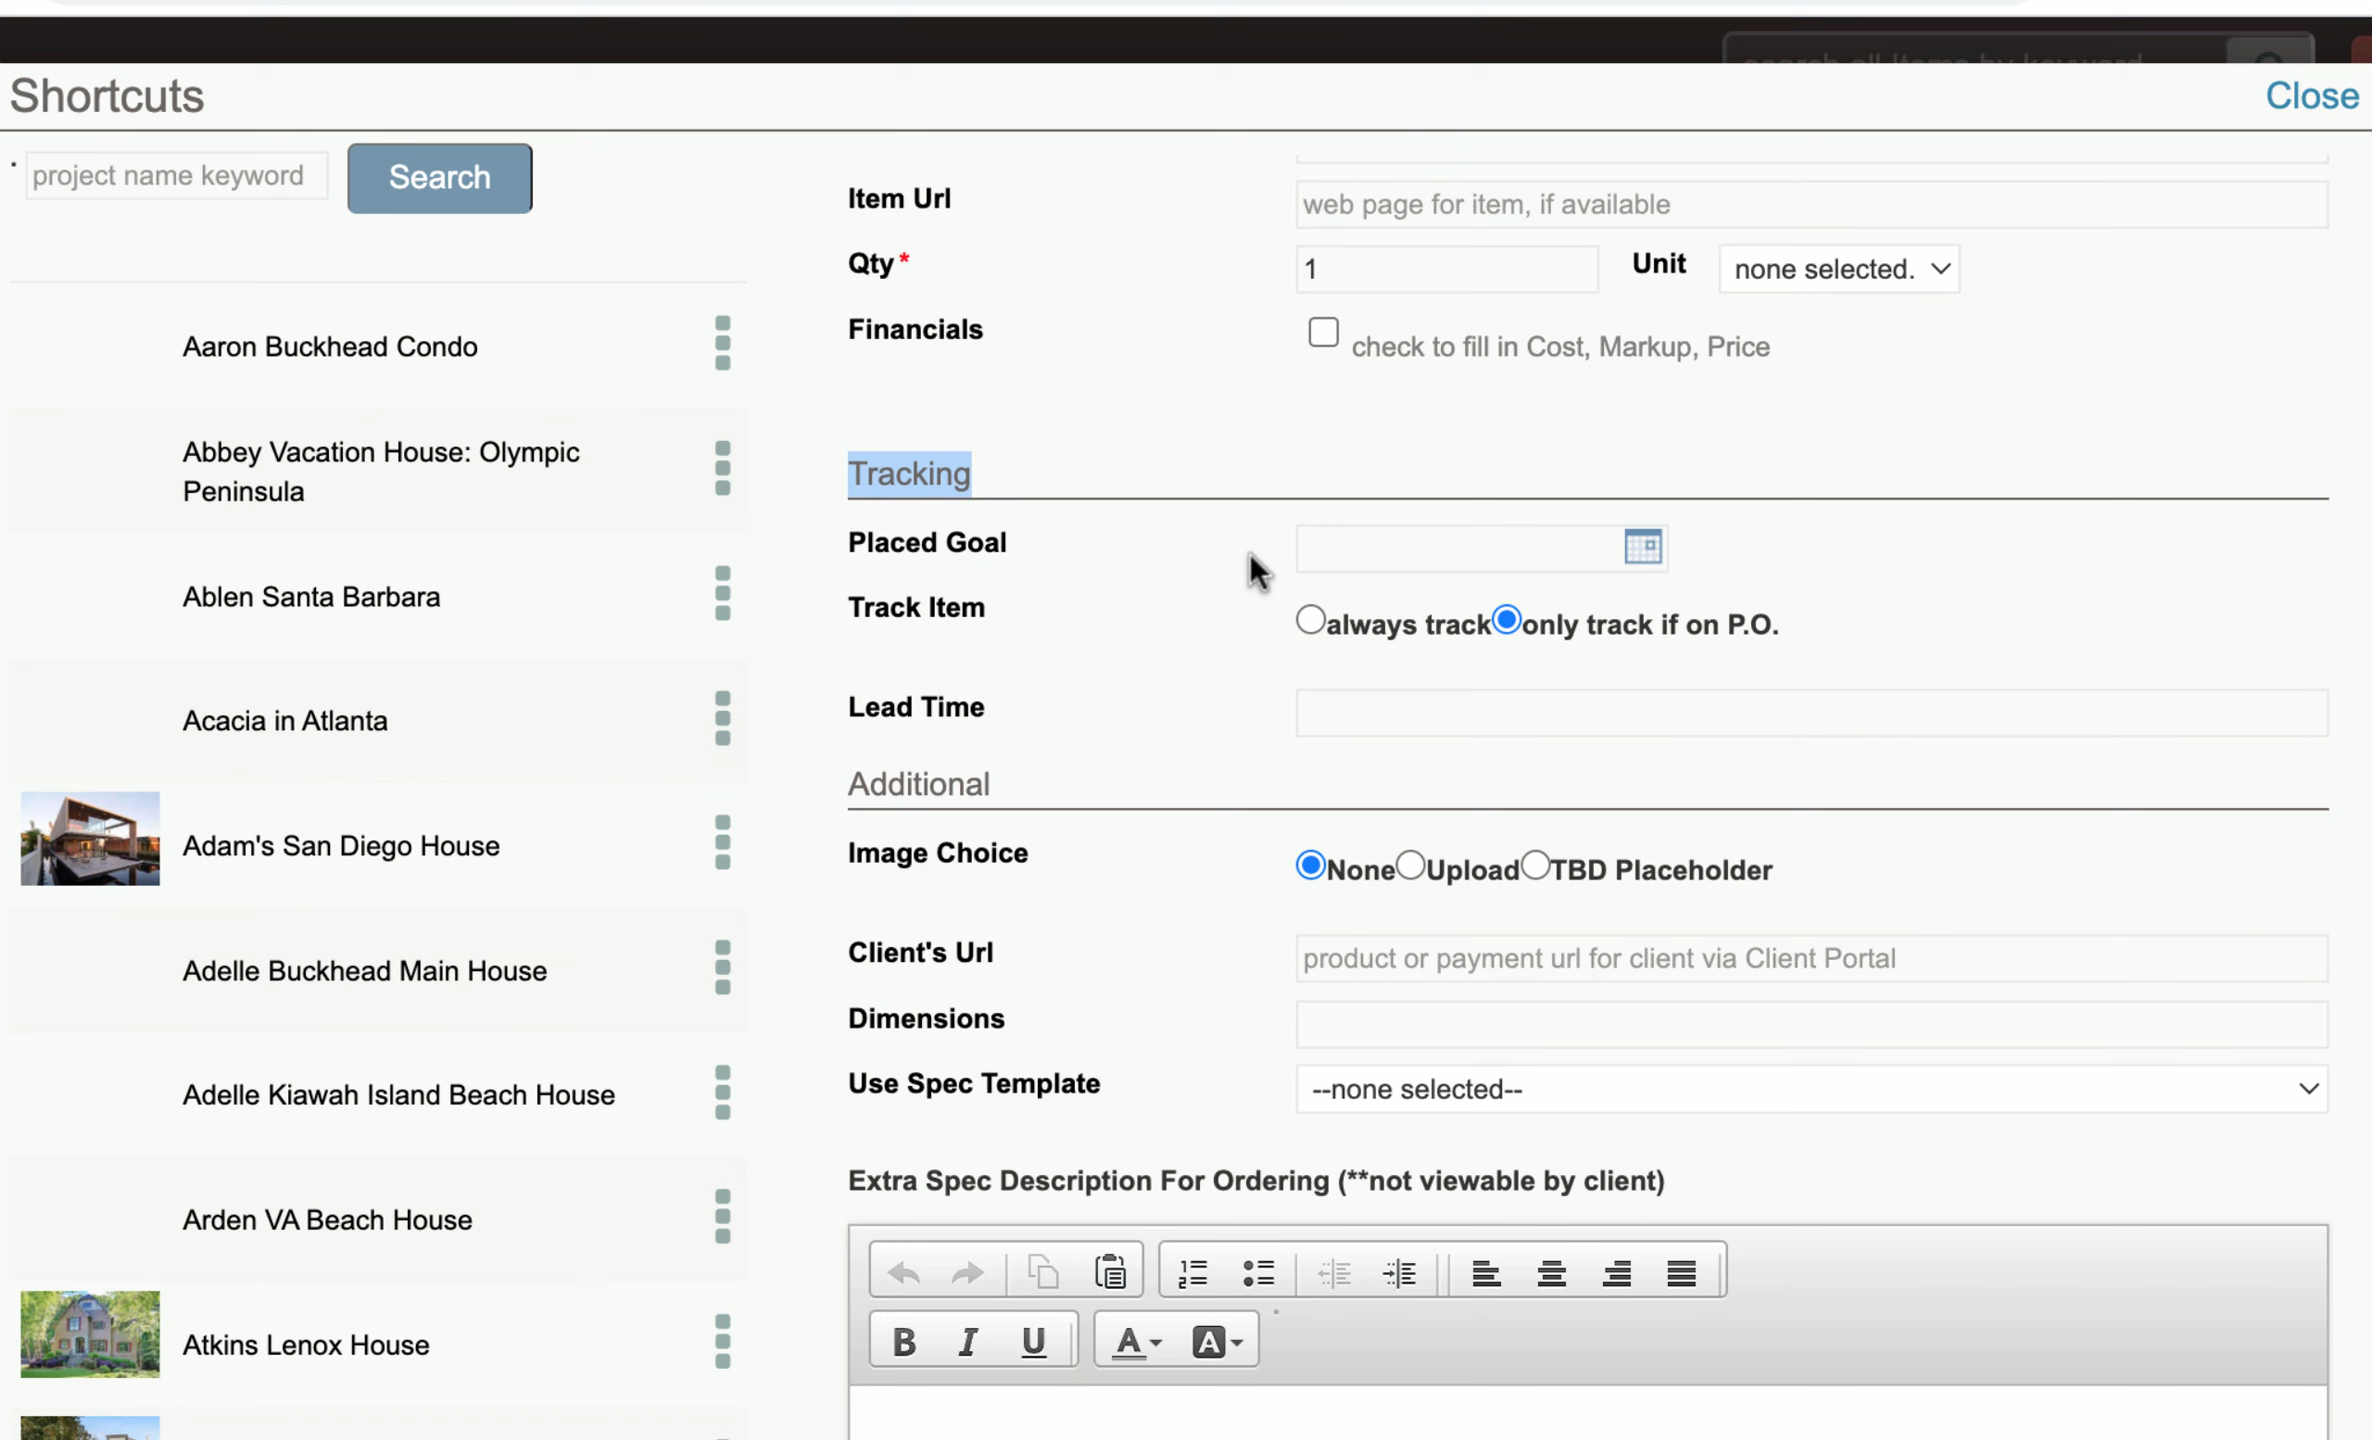 Shortcuts
Close
project name keyword
Search
Aaron Buckhead Condo
Abbey Vacation House: Olympic
Peninsula
Ablen Santa Barbara
Acacia in Atlanta
Adam's San Diego House
Adelle Buckhead Main House
Adelle Kiawah Island Beach House
Arden VA Beach House
Atkins Lenox House
Item Url
web page for item, if available
Qty* 1 Unit none selected.
Financials
check to fill in Cost, Markup, Price
Tracking
Placed Goal
Track Item
always track only track if on P.O.
Lead Time
Additional
Image Choice
None Upload TBD Placeholder
Client's Url
product or payment url for client via Client Portal
Dimensions
Use Spec Template
--none selected--
Extra Spec Description For Ordering (**not viewable by client)
B I U A A